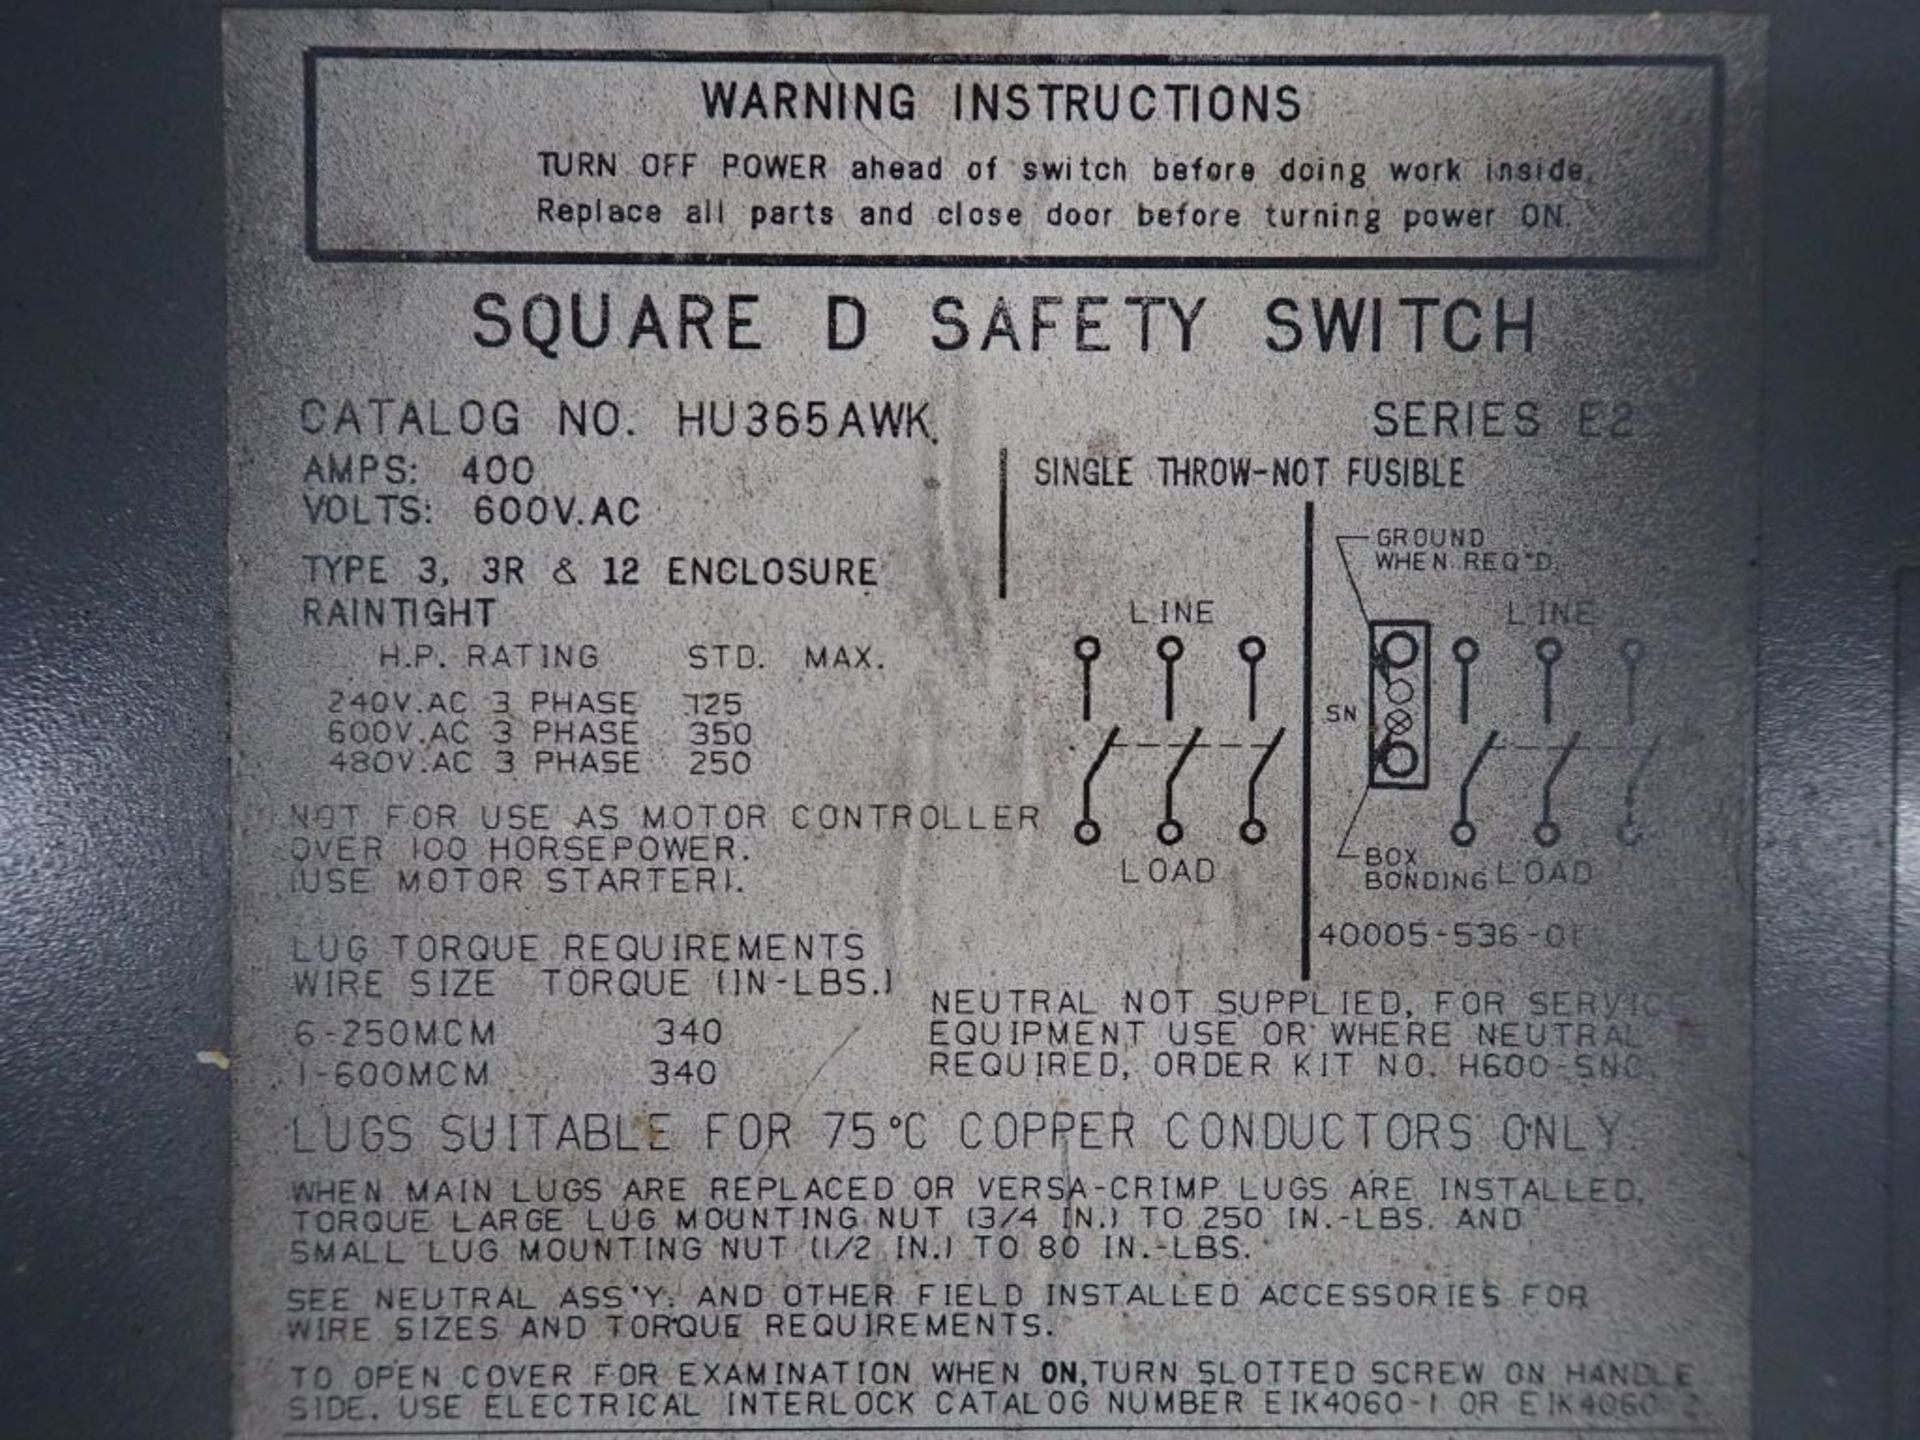 WARNING INSTRUCTIONS
TURN OFF POWER ahead of switch before doing work inside.
Replace all parts and close door before turning power ON.
SQUARE D SAFETY SWITCH
CATALOG NO. HU365AWK
SERIES E2
AMPS: 400
VOLTS: 600V.AC
SINGLE THROW-NOT FUSIBLE
TYPE 3, 3R & 12 ENCLOSURE
RAINTIGHT
H.P. RATING STD. MAX.
240V.AC 3 PHASE 125
600V.AC 3 PHASE 350
480V.AC 3 PHASE 250
LINE
LOAD
GROUND
WHEN REQ'D.
LINE
SN
BOX
BONDING LOAD
40005-536-01
NOT FOR USE AS MOTOR CONTROLLER
OVER 100 HORSEPOWER.
(USE MOTOR STARTER).
LUG TORQUE REQUIREMENTS
WIRE SIZE TORQUE (IN-LBS.)
6-250MCM 340
1-600MCM 340
NEUTRAL NOT SUPPLIED, FOR SERVICE
EQUIPMENT USE OR WHERE NEUTRAL IS
REQUIRED, ORDER KIT NO. H600-SNC.
LUGS SUITABLE FOR 75°C COPPER CONDUCTORS ONLY.
WHEN MAIN LUGS ARE REPLACED OR VERSA-CRIMP LUGS ARE INSTALLED,
TORQUE LARGE LUG MOUNTING NUT (3/4 IN.) TO 250 IN.-LBS. AND
SMALL LUG MOUNTING NUT (1/2 IN.) TO 80 IN.-LBS.
SEE NEUTRAL ASS'Y. AND OTHER FIELD INSTALLED ACCESSORIES FOR
WIRE SIZES AND TORQUE REQUIREMENTS.
TO OPEN COVER FOR EXAMINATION WHEN ON, TURN SLOTTED SCREW ON HANDLE
SIDE. USE ELECTRICAL INTERLOCK CATALOG NUMBER EIK4060-1 OR EIK4060-2.